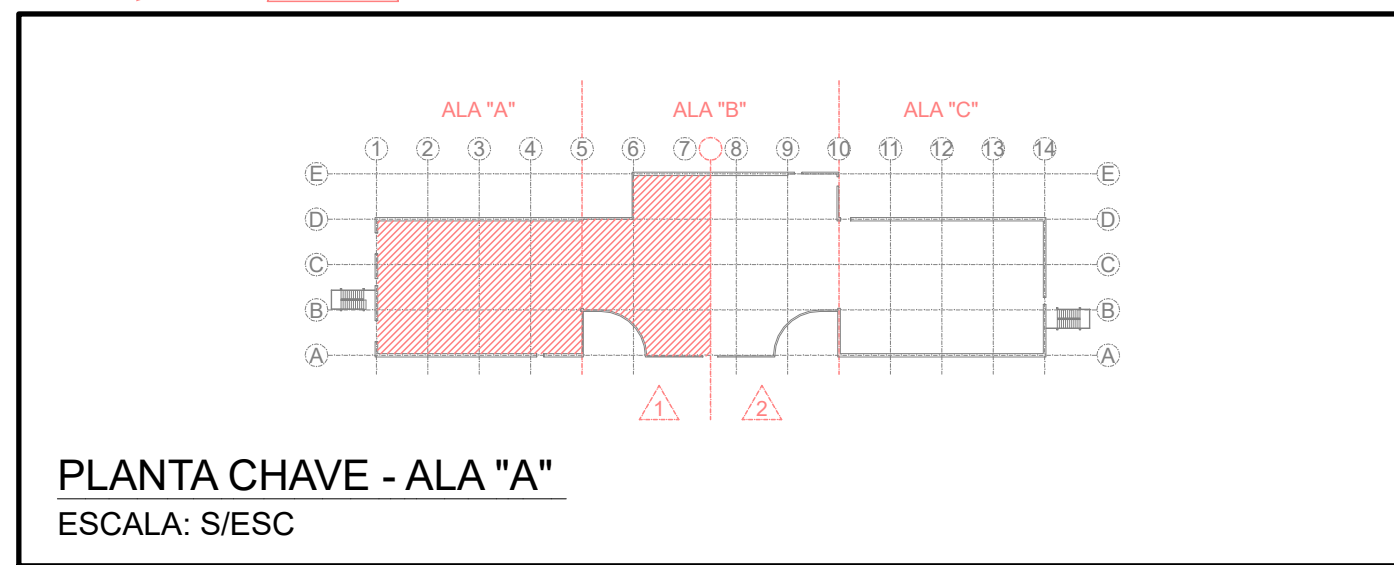 ALA "A" ALA "B" ALA "C"
1 2 3 4 5 6 7 8 9 10 11 12 13 14
E E
D D
C C
B B
A A
1 2
PLANTA CHAVE - ALA "A"
ESCALA: S/ESC